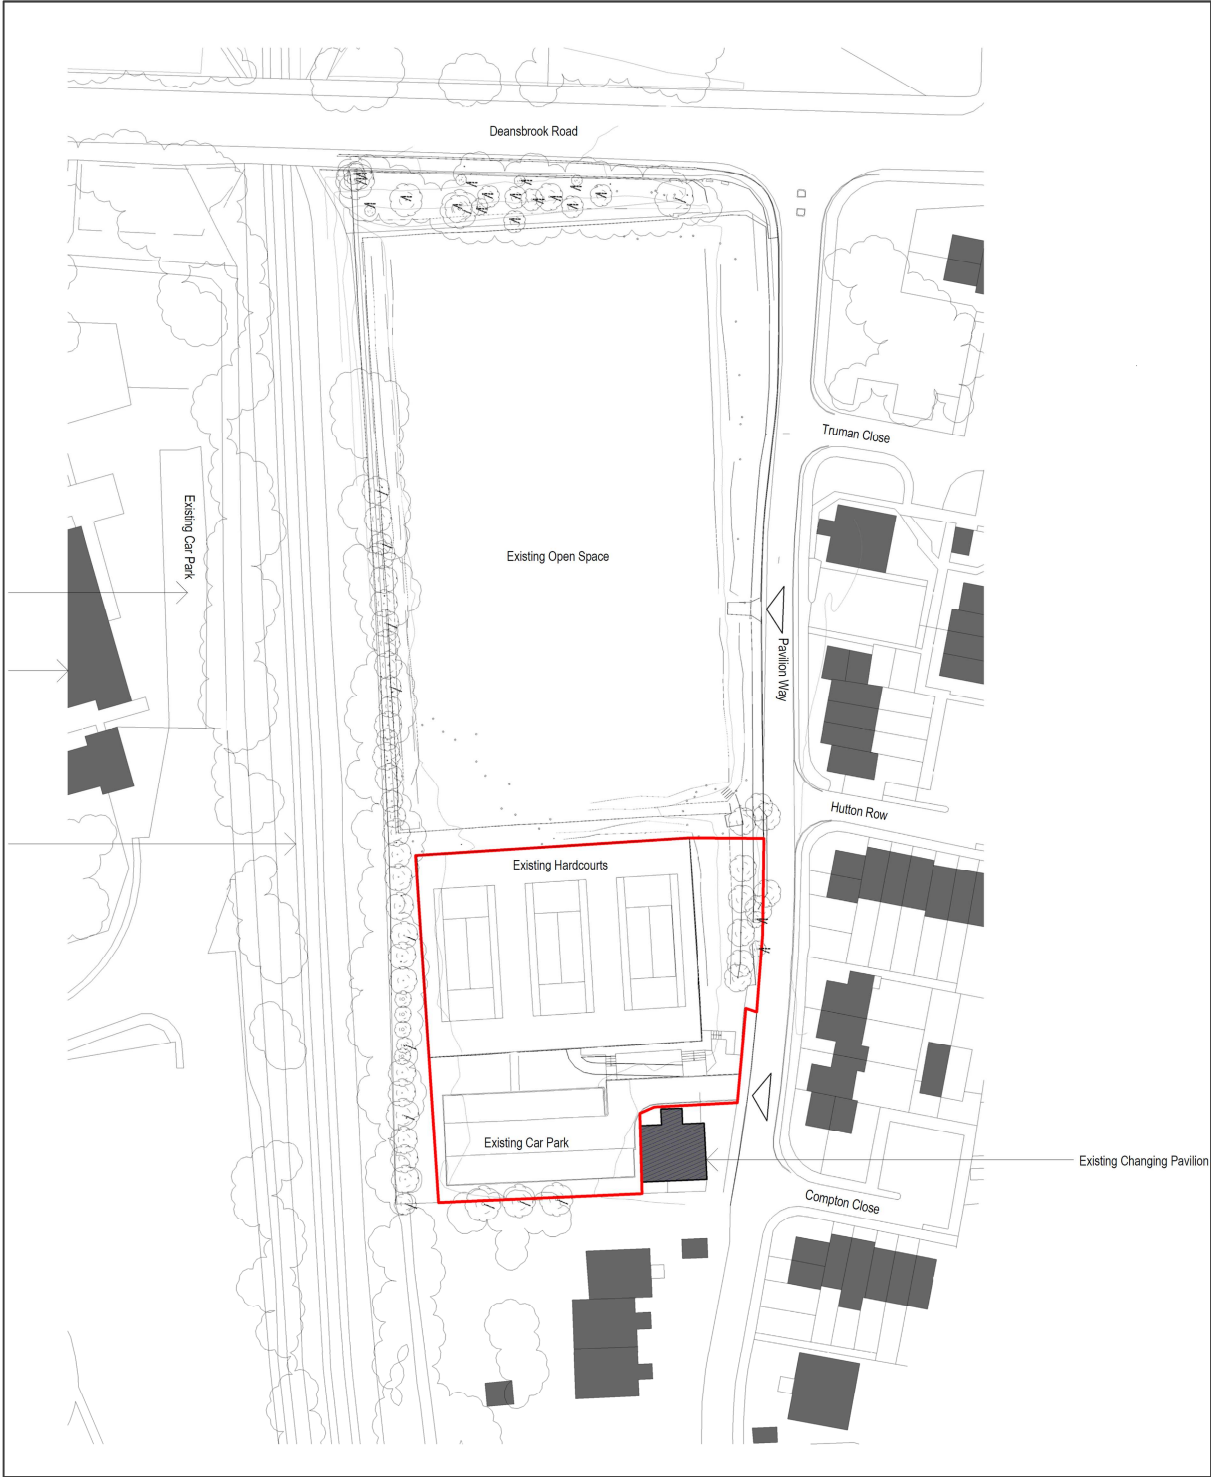 Deansbrook Road
Truman Close
Existing Car Park
Existing Open Space
Pavilion Way
Hutton Row
Existing Hardcourts
Existing Car Park
Existing Changing Pavilion
Compton Close